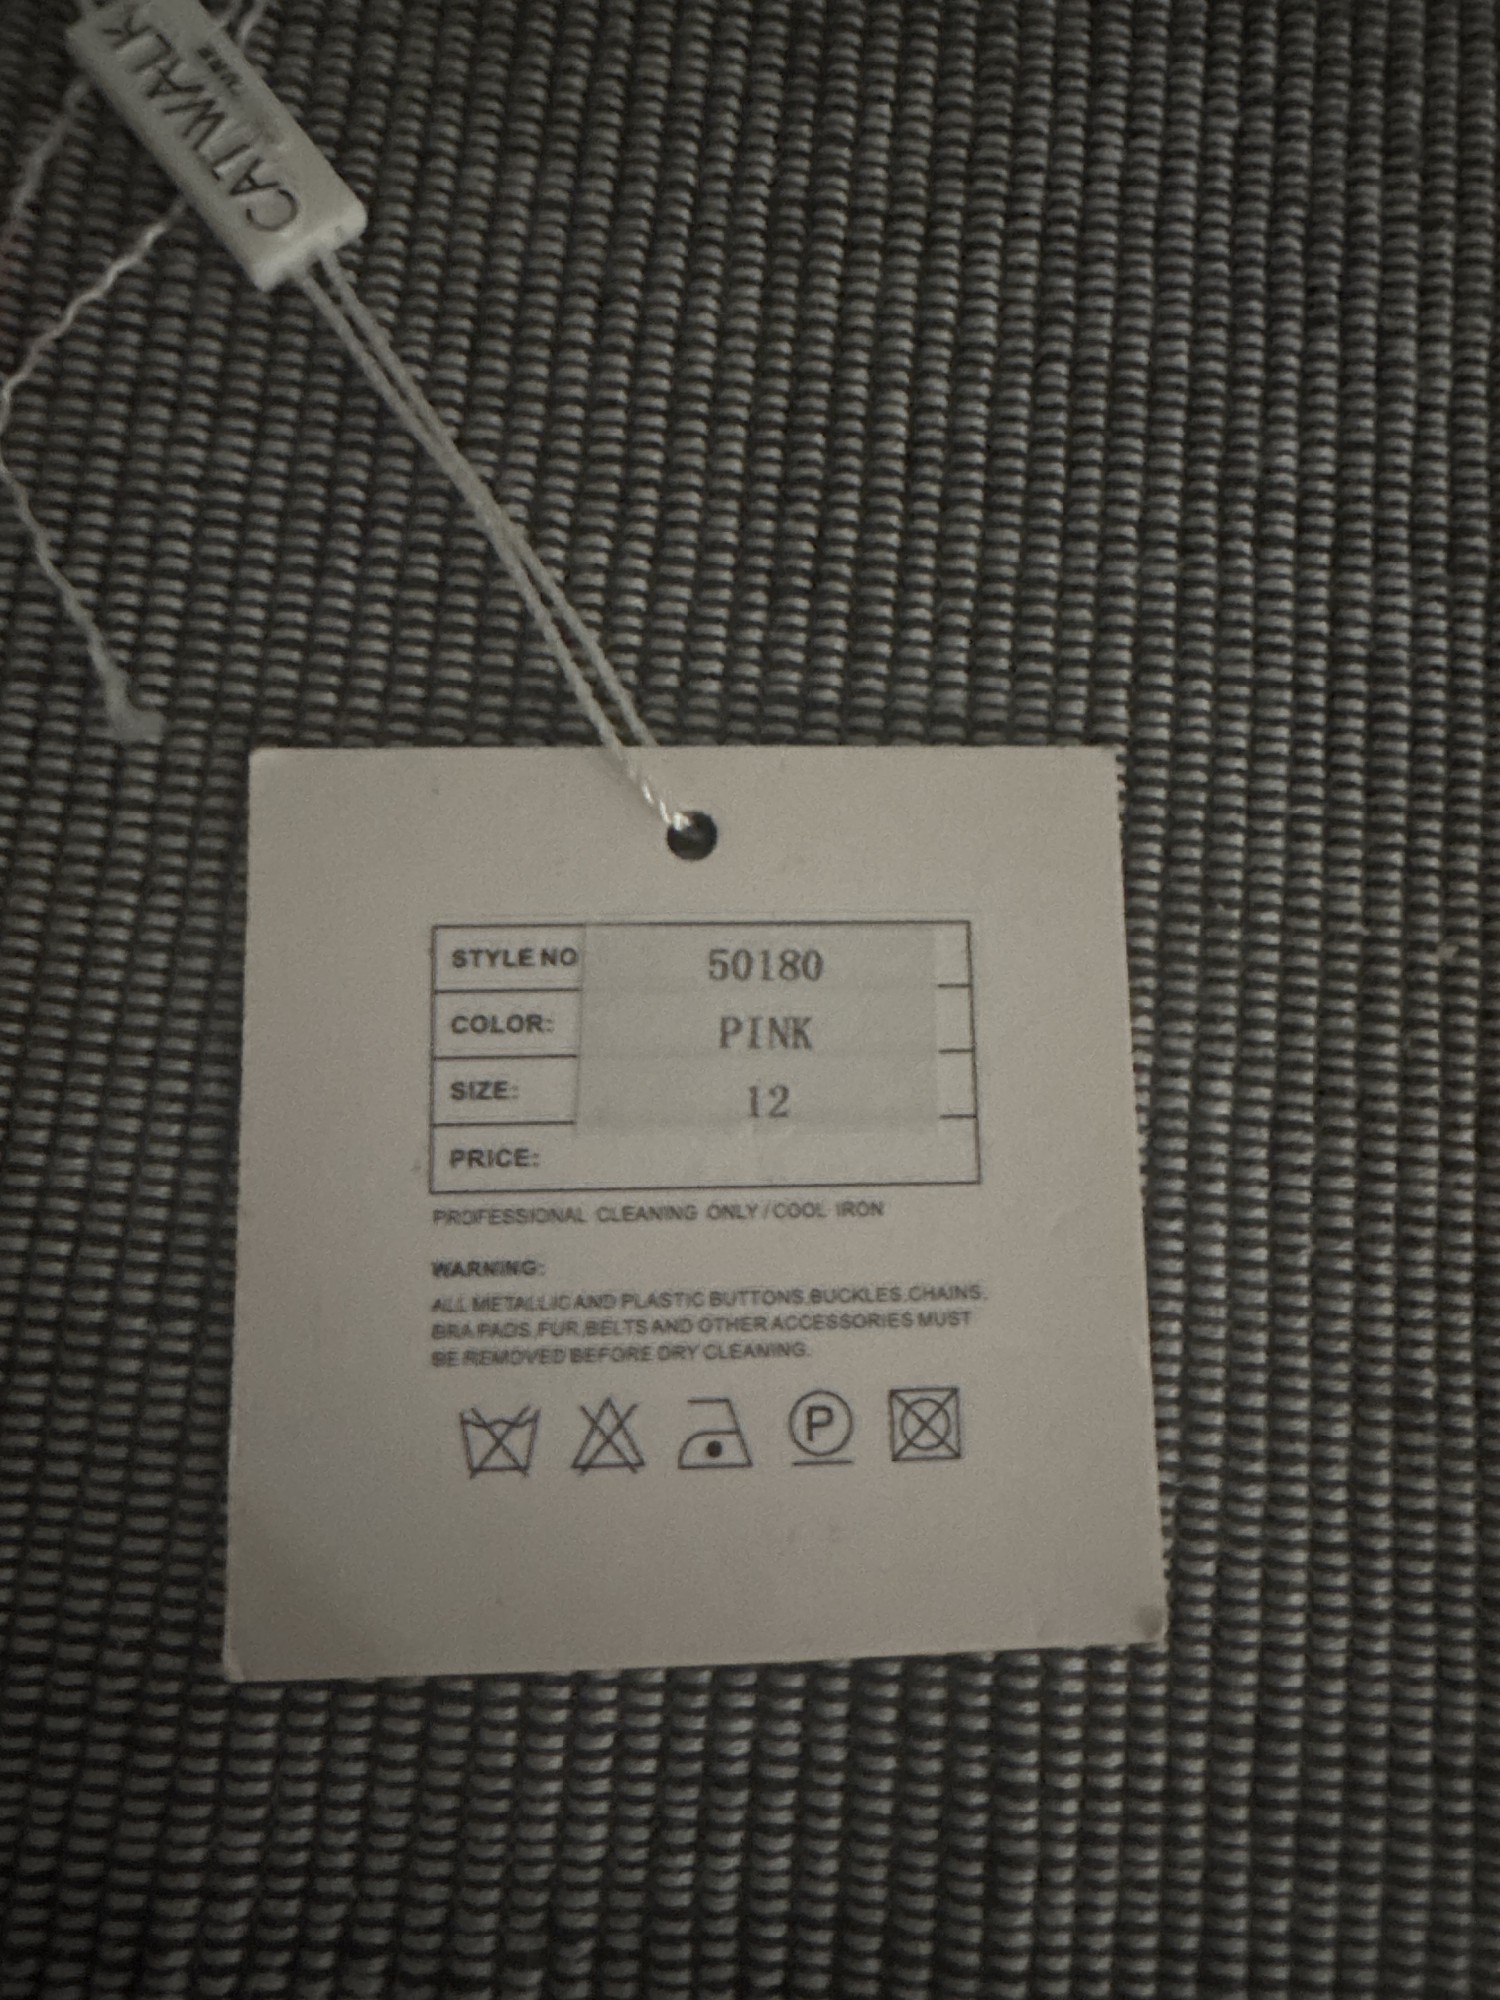 CATWALK
STYLE NO 50180
COLOR: PINK
SIZE: 12
PRICE:
PROFESSIONAL CLEANING ONLY/COOL IRON
WARNING:
ALL METALLIC AND PLASTIC BUTTONS,BUCKLES,CHAINS,
BRA PADS,FUR,BELTS AND OTHER ACCESSORIES MUST
BE REMOVED BEFORE DRY CLEANING.
P